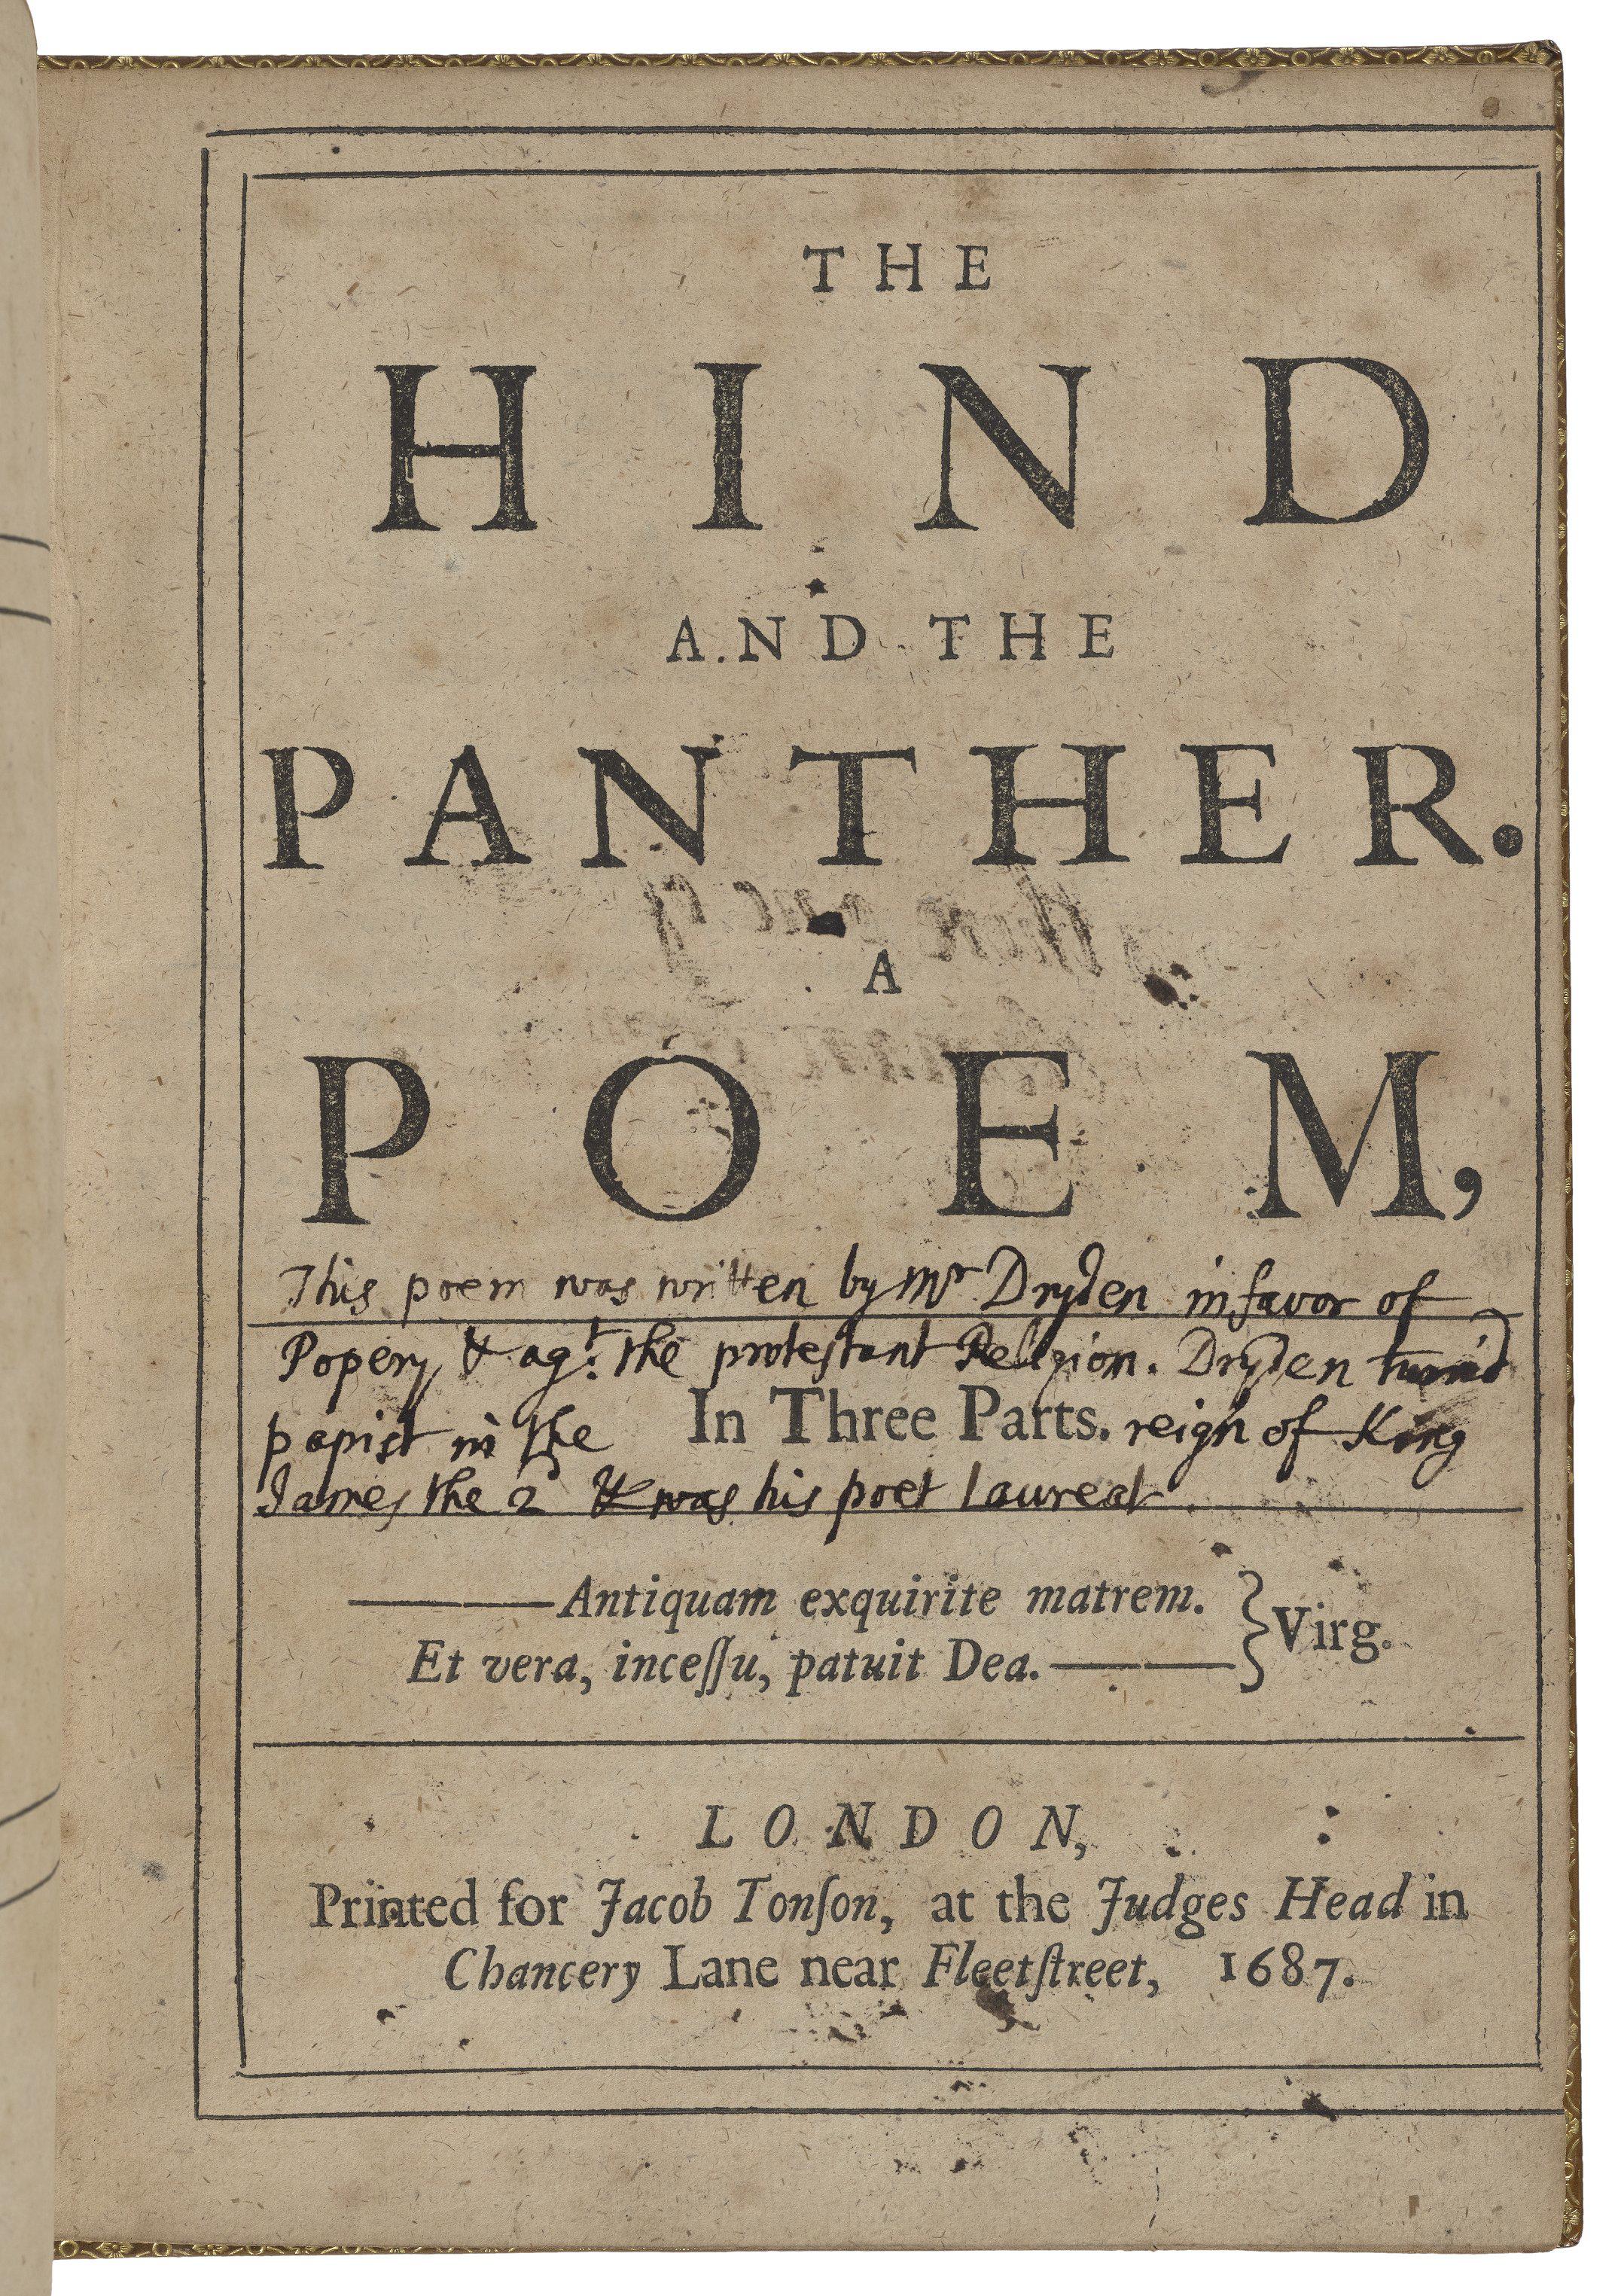 THE
HIND
AND THE
PANTHER.
A
POEM,
This poem was written by Mr Dryden in favor of
Popery, & agt. the protestant Religion. Dryden turn'd
papist in the In Three Parts. reign of King
James the 2d & was his poet laureat.
———Antiquam exquirite matrem.
Et vera, inceſſu, patuit Dea.——— } Virg.
LONDON,
Printed for Jacob Tonſon, at the Judges Head in
Chancery Lane near Fleetſtreet, 1687.